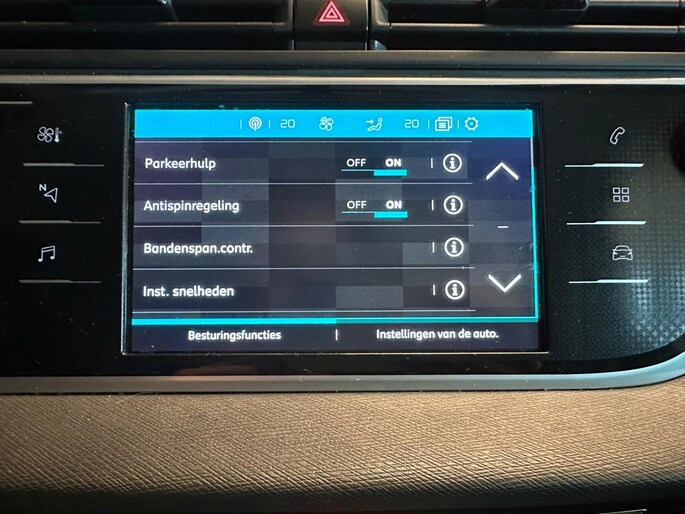 20 20
Parkeerhulp OFF ON
Antispinregeling OFF ON
Bandenspan.contr.
Inst. snelheden
Besturingsfuncties Instellingen van de auto.
N